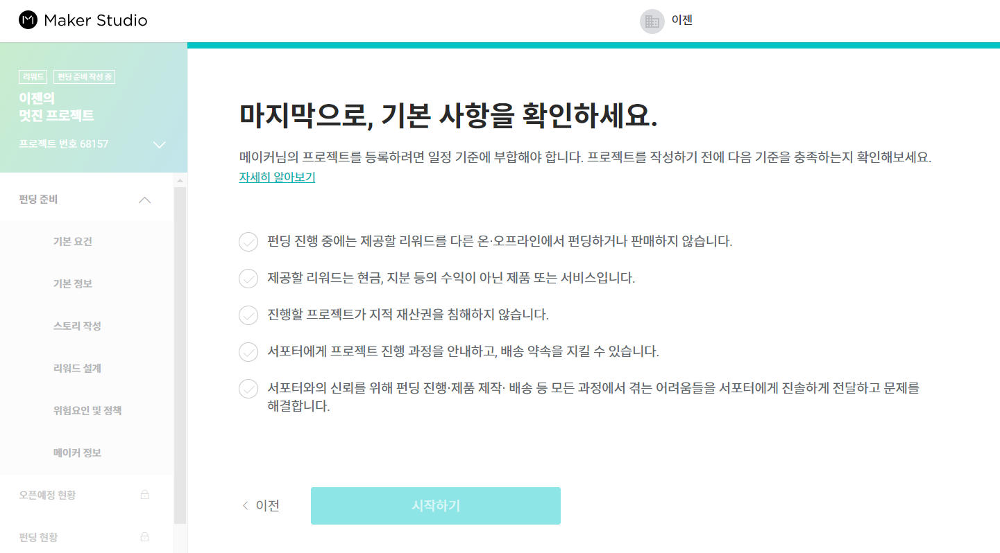 Maker Studio
이젠
리워드 펀딩 준비 작성 중
이젠의
멋진 프로젝트
프로젝트 번호 68157
펀딩 준비
기본 요건
기본 정보
스토리 작성
리워드 설계
위험요인 및 정책
메이커 정보
오픈예정 현황
펀딩 현황
마지막으로, 기본 사항을 확인하세요.
메이커님의 프로젝트를 등록하려면 일정 기준에 부합해야 합니다. 프로젝트를 작성하기 전에 다음 기준을 충족하는지 확인해보세요.
자세히 알아보기
펀딩 진행 중에는 제공할 리워드를 다른 온·오프라인에서 펀딩하거나 판매하지 않습니다.
제공할 리워드는 현금, 지분 등의 수익이 아닌 제품 또는 서비스입니다.
진행할 프로젝트가 지적 재산권을 침해하지 않습니다.
서포터에게 프로젝트 진행 과정을 안내하고, 배송 약속을 지킬 수 있습니다.
서포터와의 신뢰를 위해 펀딩 진행·제품 제작· 배송 등 모든 과정에서 겪는 어려움들을 서포터에게 진솔하게 전달하고 문제를
해결합니다.
이전
시작하기